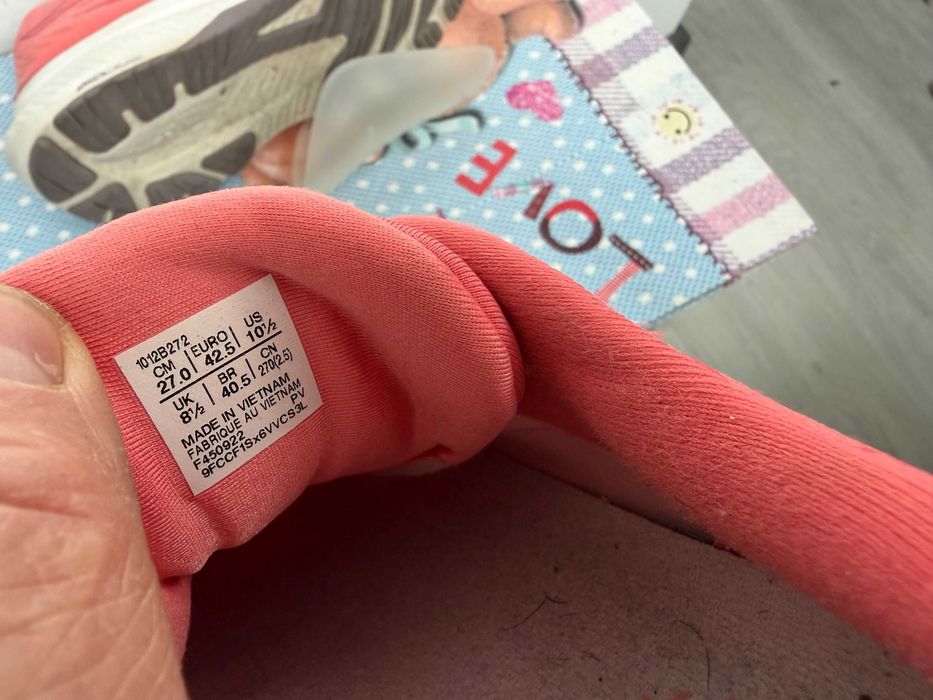 1012B272
CM EURO US
27.0 42.5 10½
UK BR CN
8½ 40.5 270(2.5)
MADE IN VIETNAM
FABRIQUE AU VIETNAM
F450922 PV
9FCCF1Sx6VVCS3L
LOVE